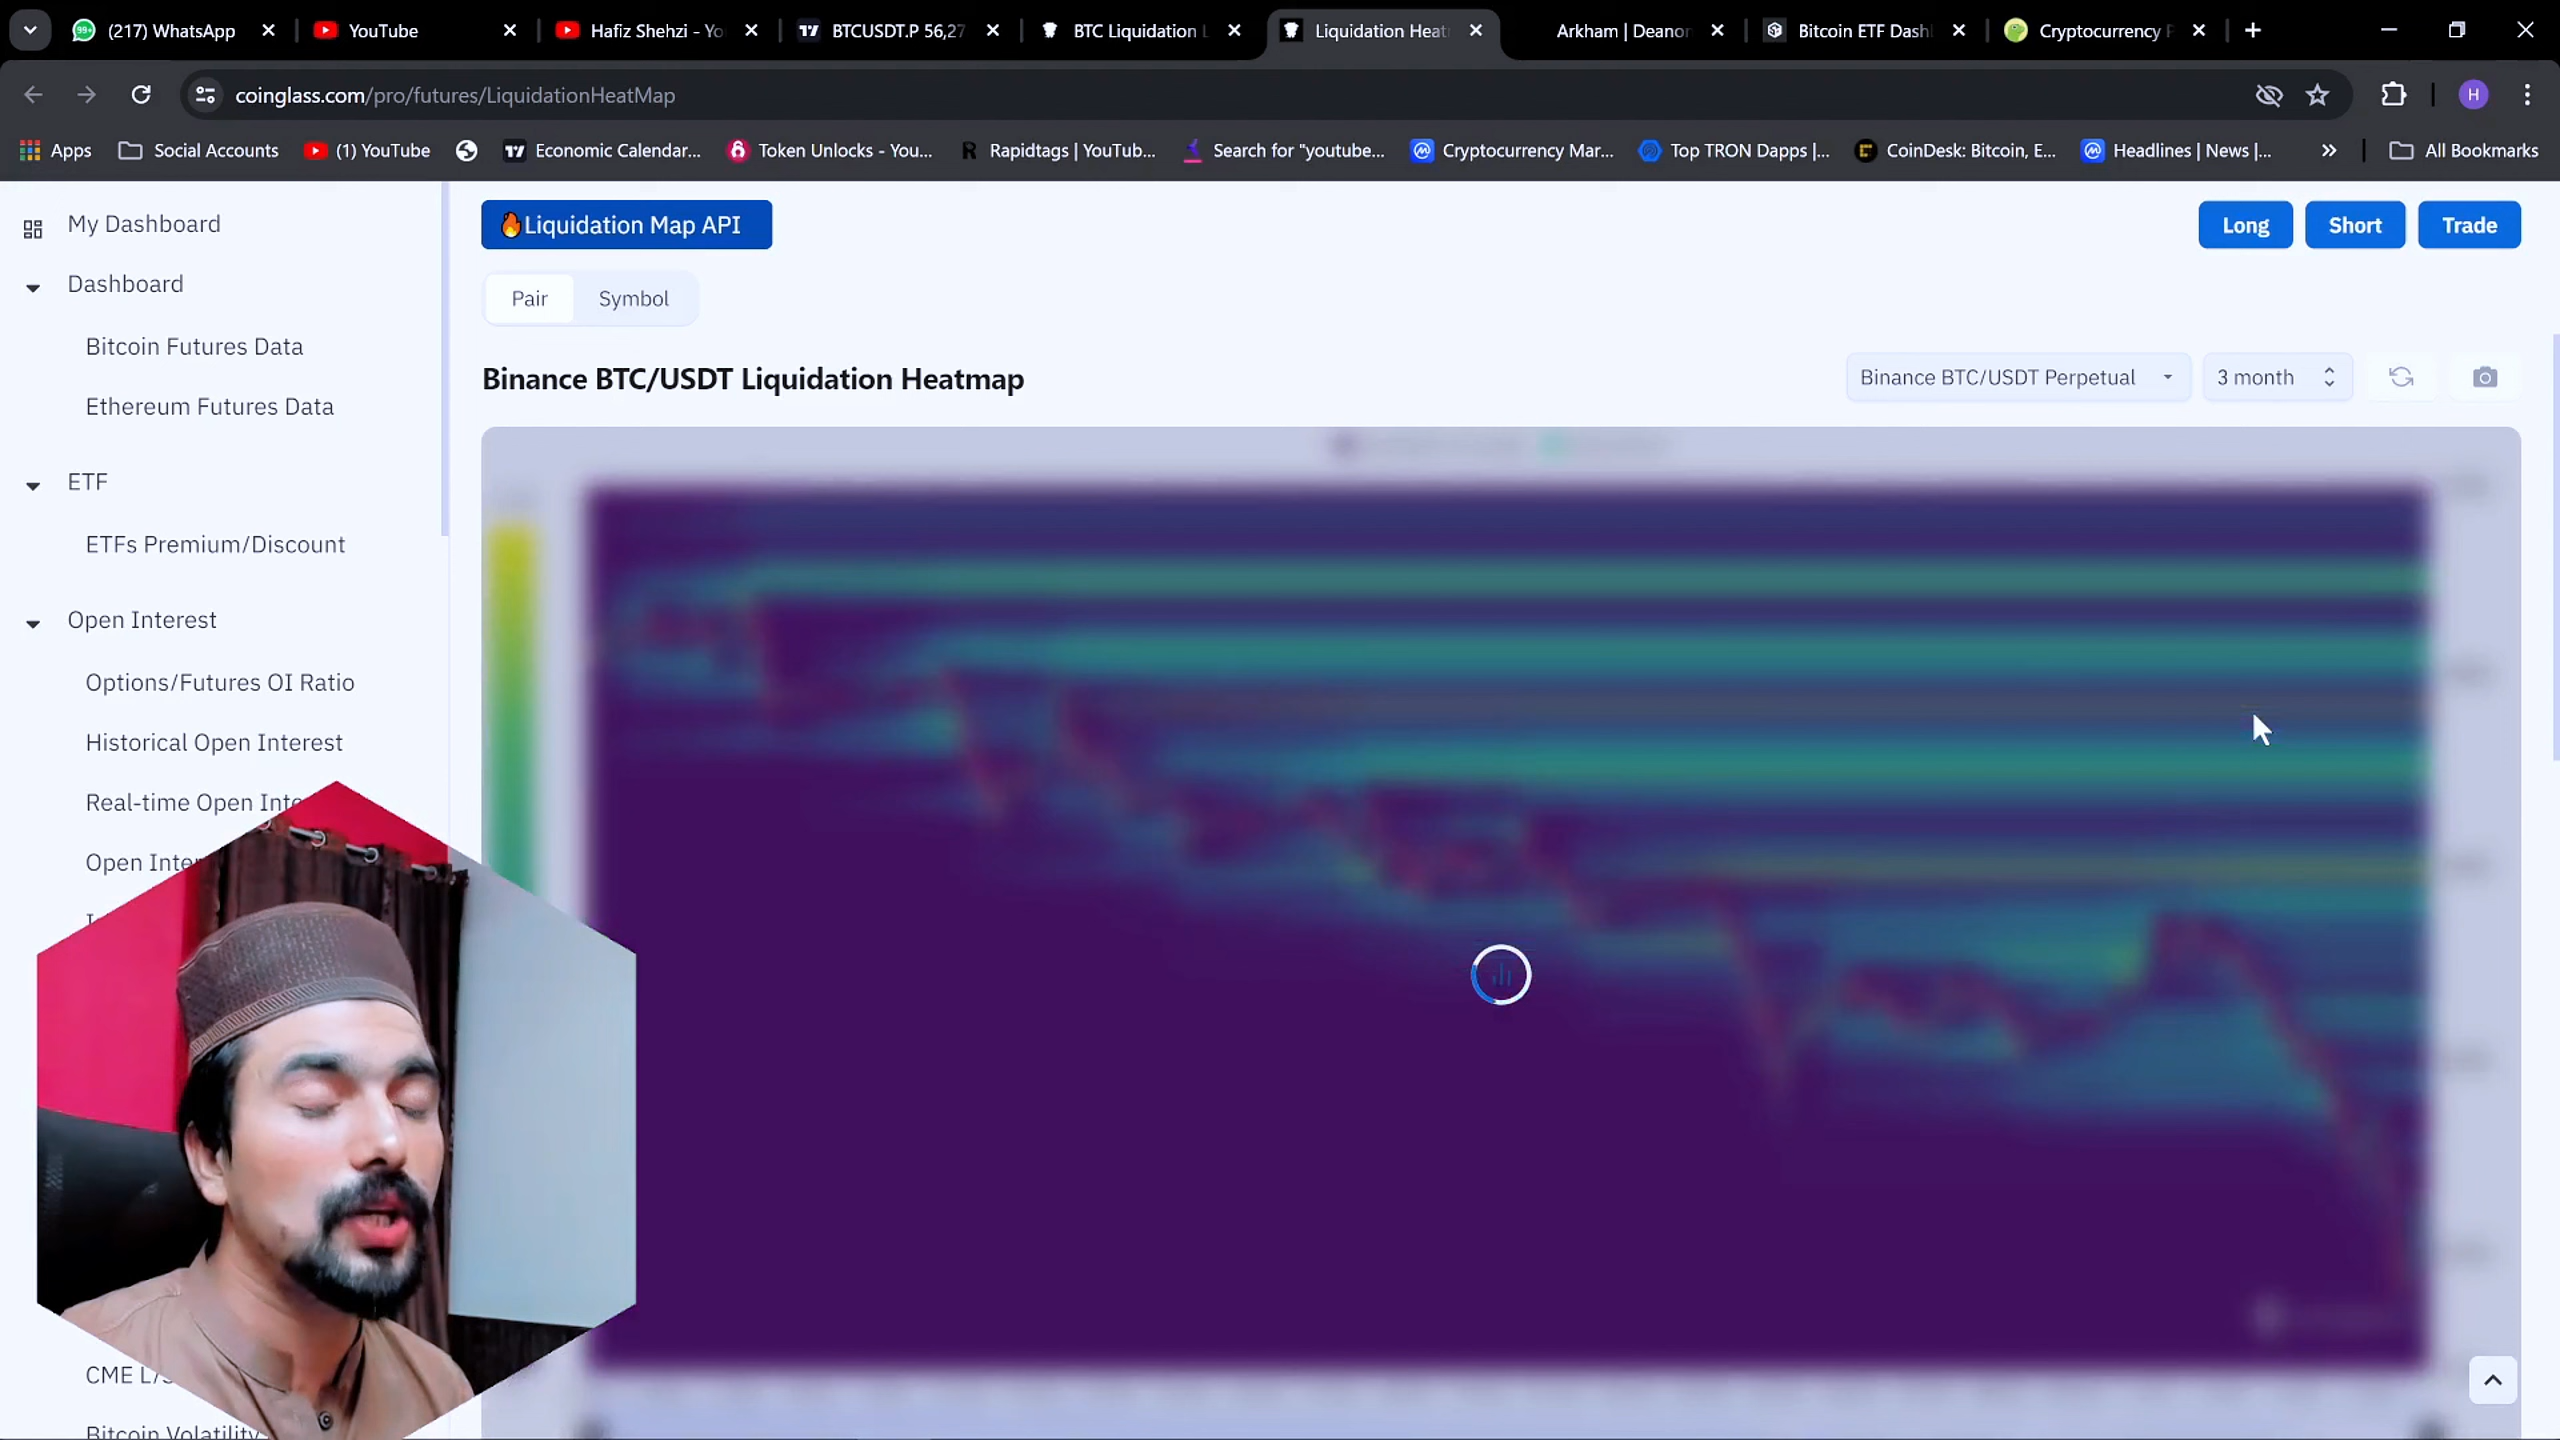 (217) WhatsApp
YouTube
Hafiz Shehzi - Yo
BTCUSDT.P 56,27
BTC Liquidation
Liquidation Heat
Arkham | Deanon
Bitcoin ETF Dash
Cryptocurrency P
coinglass.com/pro/futures/LiquidationHeatMap
H
Apps
Social Accounts
(1) YouTube
Economic Calendar...
Token Unlocks - You...
Rapidtags | YouTub...
Search for "youtube...
Cryptocurrency Mar...
Top TRON Dapps |...
CoinDesk: Bitcoin, E...
Headlines | News |...
All Bookmarks
My Dashboard
Dashboard
Bitcoin Futures Data
Ethereum Futures Data
ETF
ETFs Premium/Discount
Open Interest
Options/Futures OI Ratio
Historical Open Interest
Real-time Open Inte
Open Inte
CME L/S
Bitcoin Volatility
Liquidation Map API
Long
Short
Trade
Pair
Symbol
Binance BTC/USDT Liquidation Heatmap
Binance BTC/USDT Perpetual
3 month